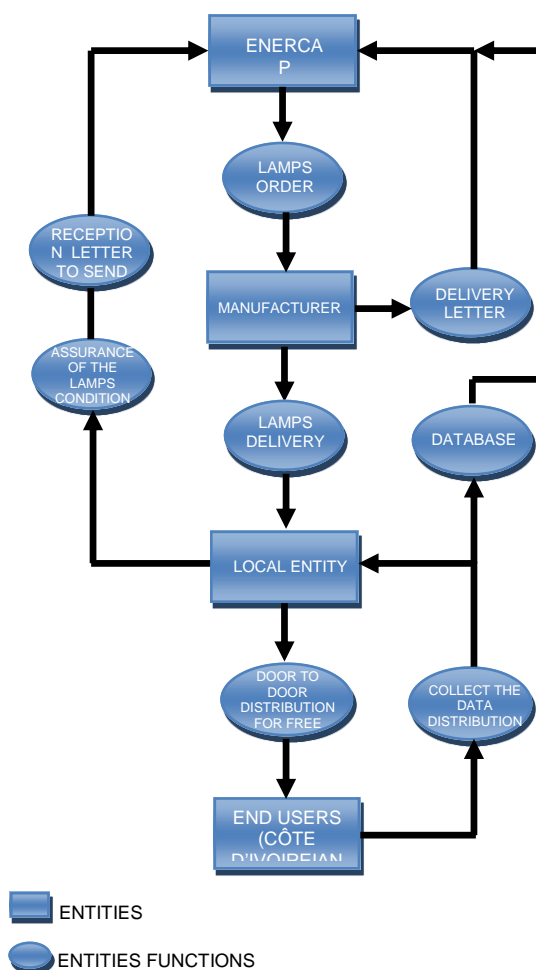 ENERCA
P
LAMPS
ORDER
RECEPTIO
N LETTER
TO SEND
MANUFACTURER
DELIVERY
LETTER
ASSURANCE
OF THE
LAMPS
CONDITION
LAMPS
DELIVERY
DATABASE
LOCAL ENTITY
DOOR TO
DOOR
DISTRIBUTION
FOR FREE
COLLECT THE
DATA
DISTRIBUTION
END USERS
(CÔTE
D'IVOIREIAN
ENTITIES
ENTITIES FUNCTIONS